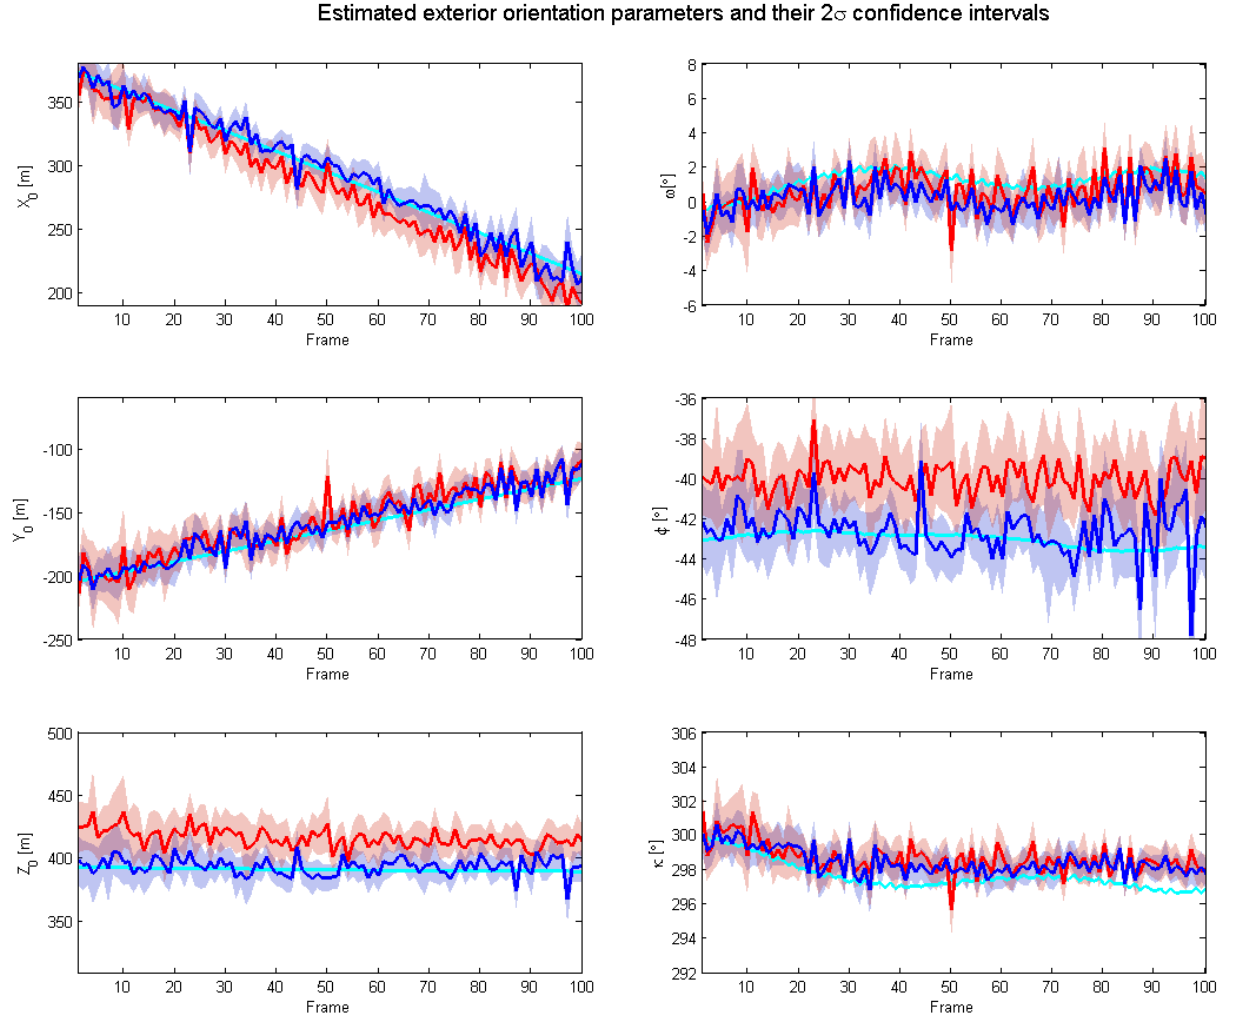 Estimated exterior orientation parameters and their 2σ confidence intervals
X0 [m]
350
300
250
200
10 20 30 40 50 60 70 80 90 100
Frame
ω[°]
8
6
4
2
0
-2
-4
-6
10 20 30 40 50 60 70 80 90 100
Frame
Y0 [m]
-100
-150
-200
-250
10 20 30 40 50 60 70 80 90 100
Frame
ϕ [°]
-36
-38
-40
-42
-44
-46
-48
10 20 30 40 50 60 70 80 90 100
Frame
Z0 [m]
500
450
400
350
10 20 30 40 50 60 70 80 90 100
Frame
κ [°]
306
304
302
300
298
296
294
292
10 20 30 40 50 60 70 80 90 100
Frame